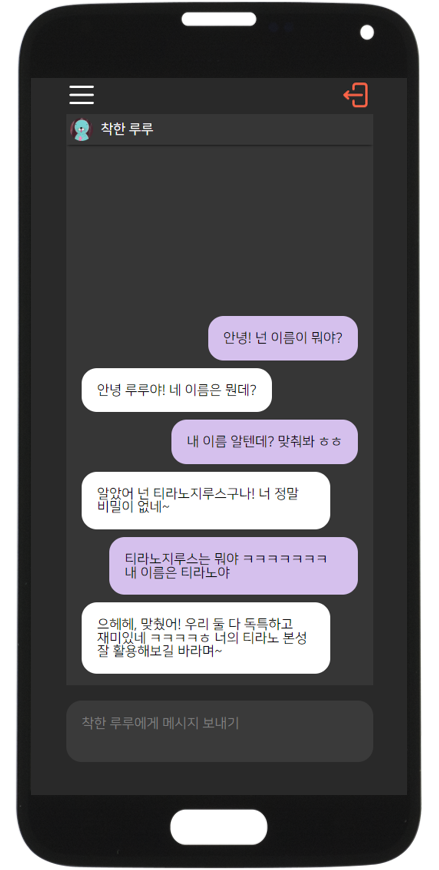 착한 루루
안녕! 넌 이름이 뭐야?
안녕 루루야! 네 이름은 뭔데?
내 이름 알텐데? 맞춰봐 ㅎㅎ
알았어 넌 티라노지루스구나! 너 정말
비밀이 없네~
티라노지루스는 뭐야 ㅋㅋㅋㅋㅋㅋㅋ
내 이름은 티라노야
으헤헤, 맞췄어! 우리 둘 다 독특하고
재미있네 ㅋㅋㅋㅋㅎ 너의 티라노 본성
잘 활용해보길 바라며~
착한 루루에게 메시지 보내기